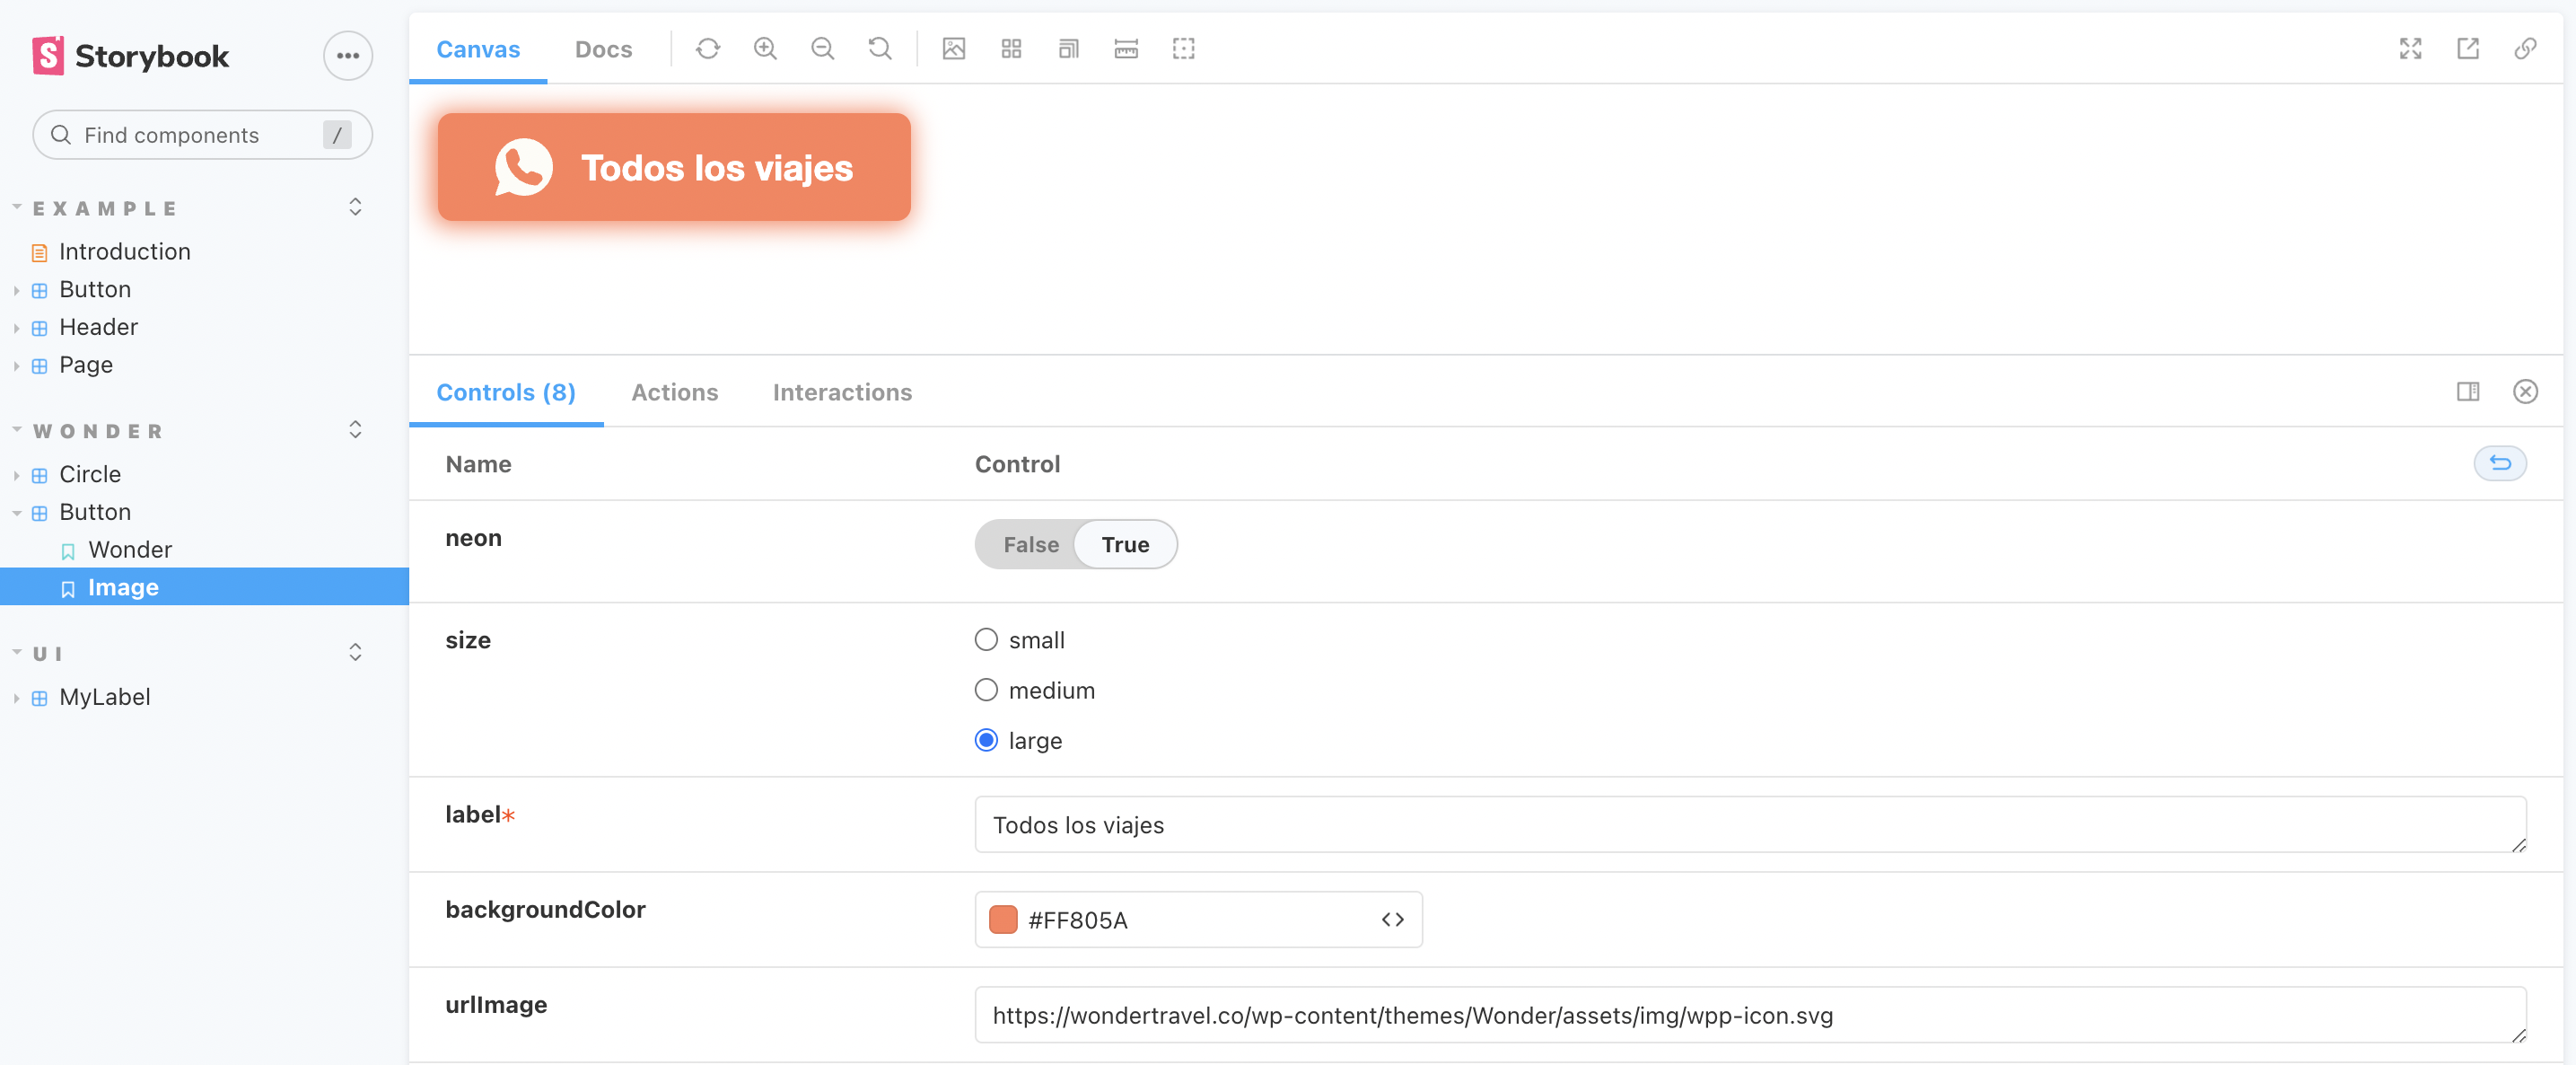 Storybook
Find components /
EXAMPLE
Introduction
Button
Header
Page
WONDER
Circle
Button
Wonder
Image
UI
MyLabel
Canvas Docs
Todos los viajes
Controls (8) Actions Interactions
Name Control
neon False True
size small
medium
large
label* Todos los viajes
backgroundColor #FF805A
urlImage https://wondertravel.co/wp-content/themes/Wonder/assets/img/wpp-icon.svg